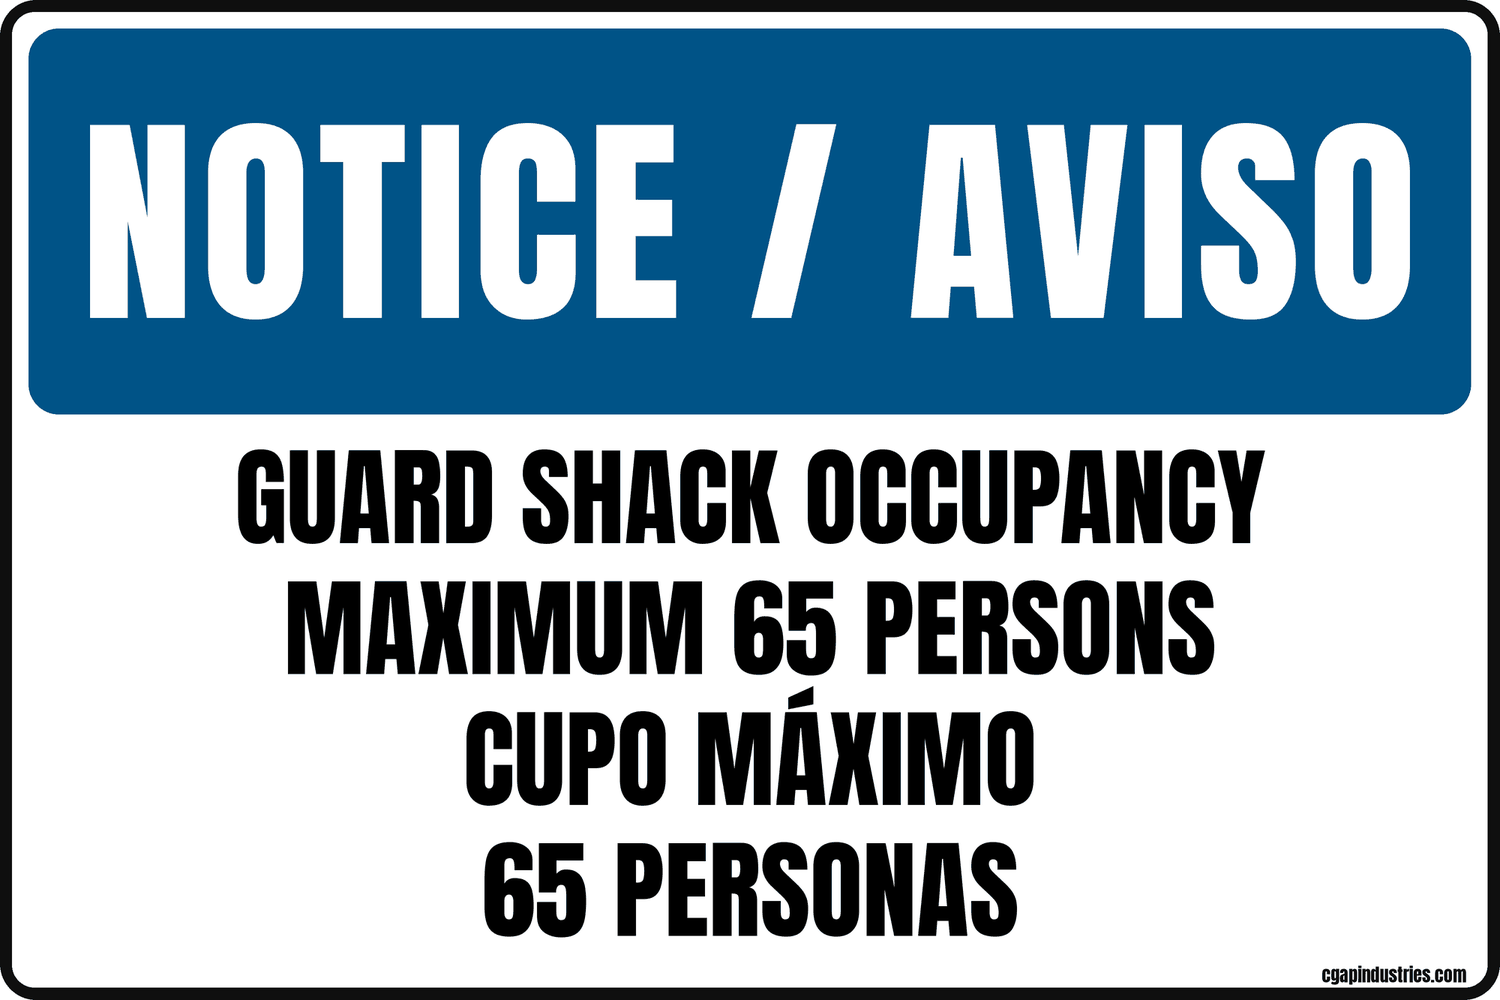 NOTICE / AVISO
GUARD SHACK OCCUPANCY
MAXIMUM 65 PERSONS
CUPO MÁXIMO
65 PERSONAS
cgapindustries.com